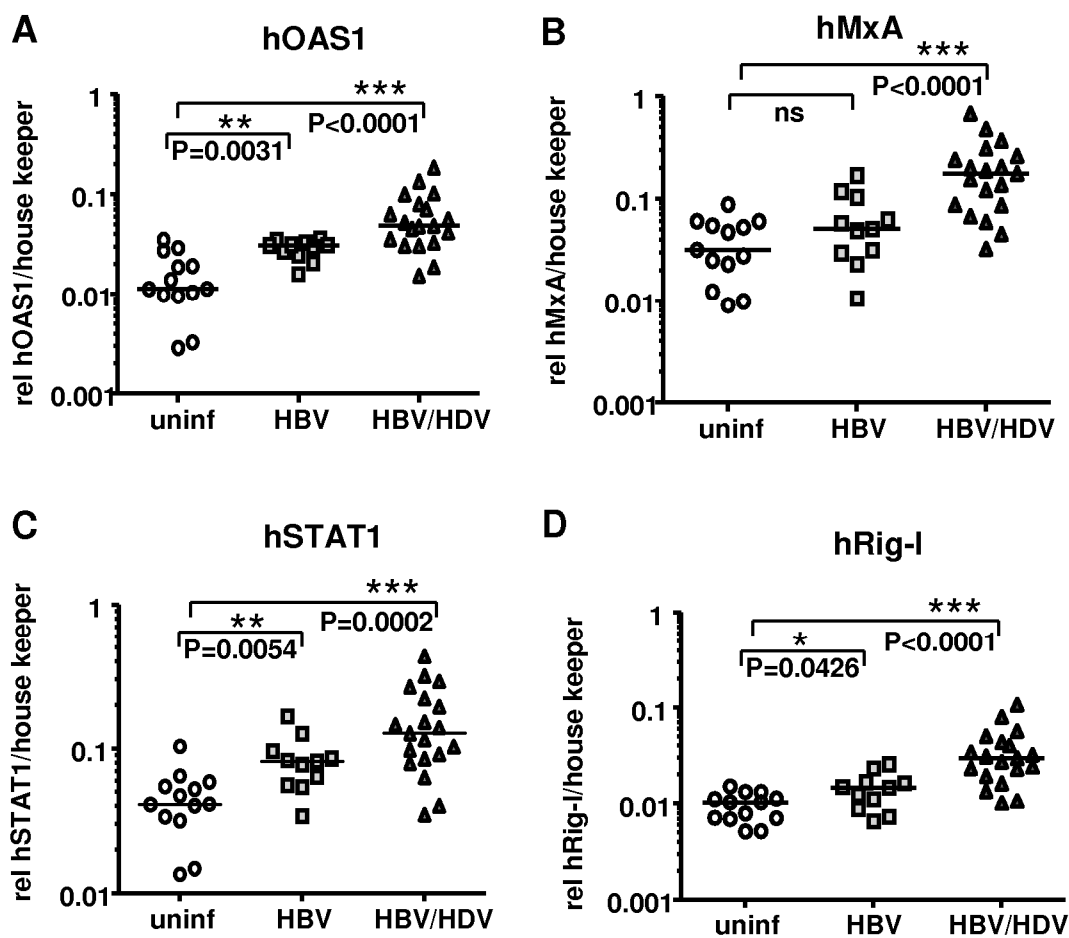 A
hOAS1
***
P<0.0001
**
P=0.0031
rel hOAS1/house keeper
1
0.1
0.01
0.001
uninf HBV HBV/HDV
B
hMxA
***
P<0.0001
ns
rel hMxA/house keeper
1
0.1
0.01
0.001
uninf HBV HBV/HDV
C
hSTAT1
***
P=0.0002
**
P=0.0054
rel hSTAT1/house keeper
1
0.1
0.01
uninf HBV HBV/HDV
D
hRig-I
***
P<0.0001
*
P=0.0426
rel hRig-I/house keeper
1
0.1
0.01
0.001
uninf HBV HBV/HDV